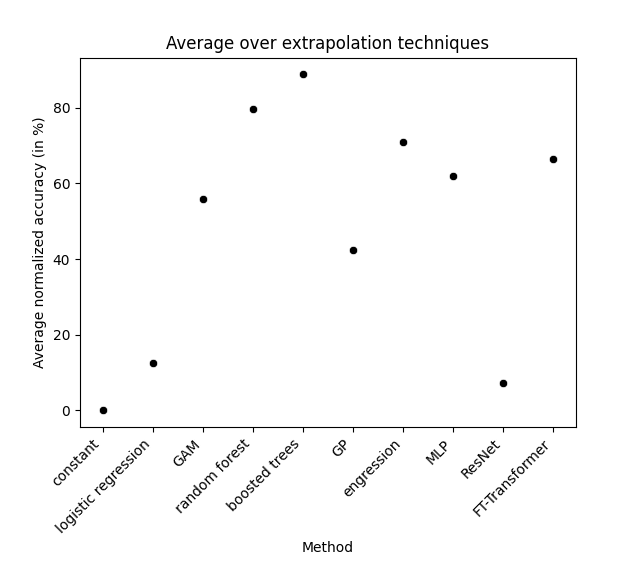 Average over extrapolation techniques
Average normalized accuracy (in %)
80
60
40
20
0
constant
logistic regression
GAM
random forest
boosted trees
GP
engression
MLP
ResNet
FT-Transformer
Method